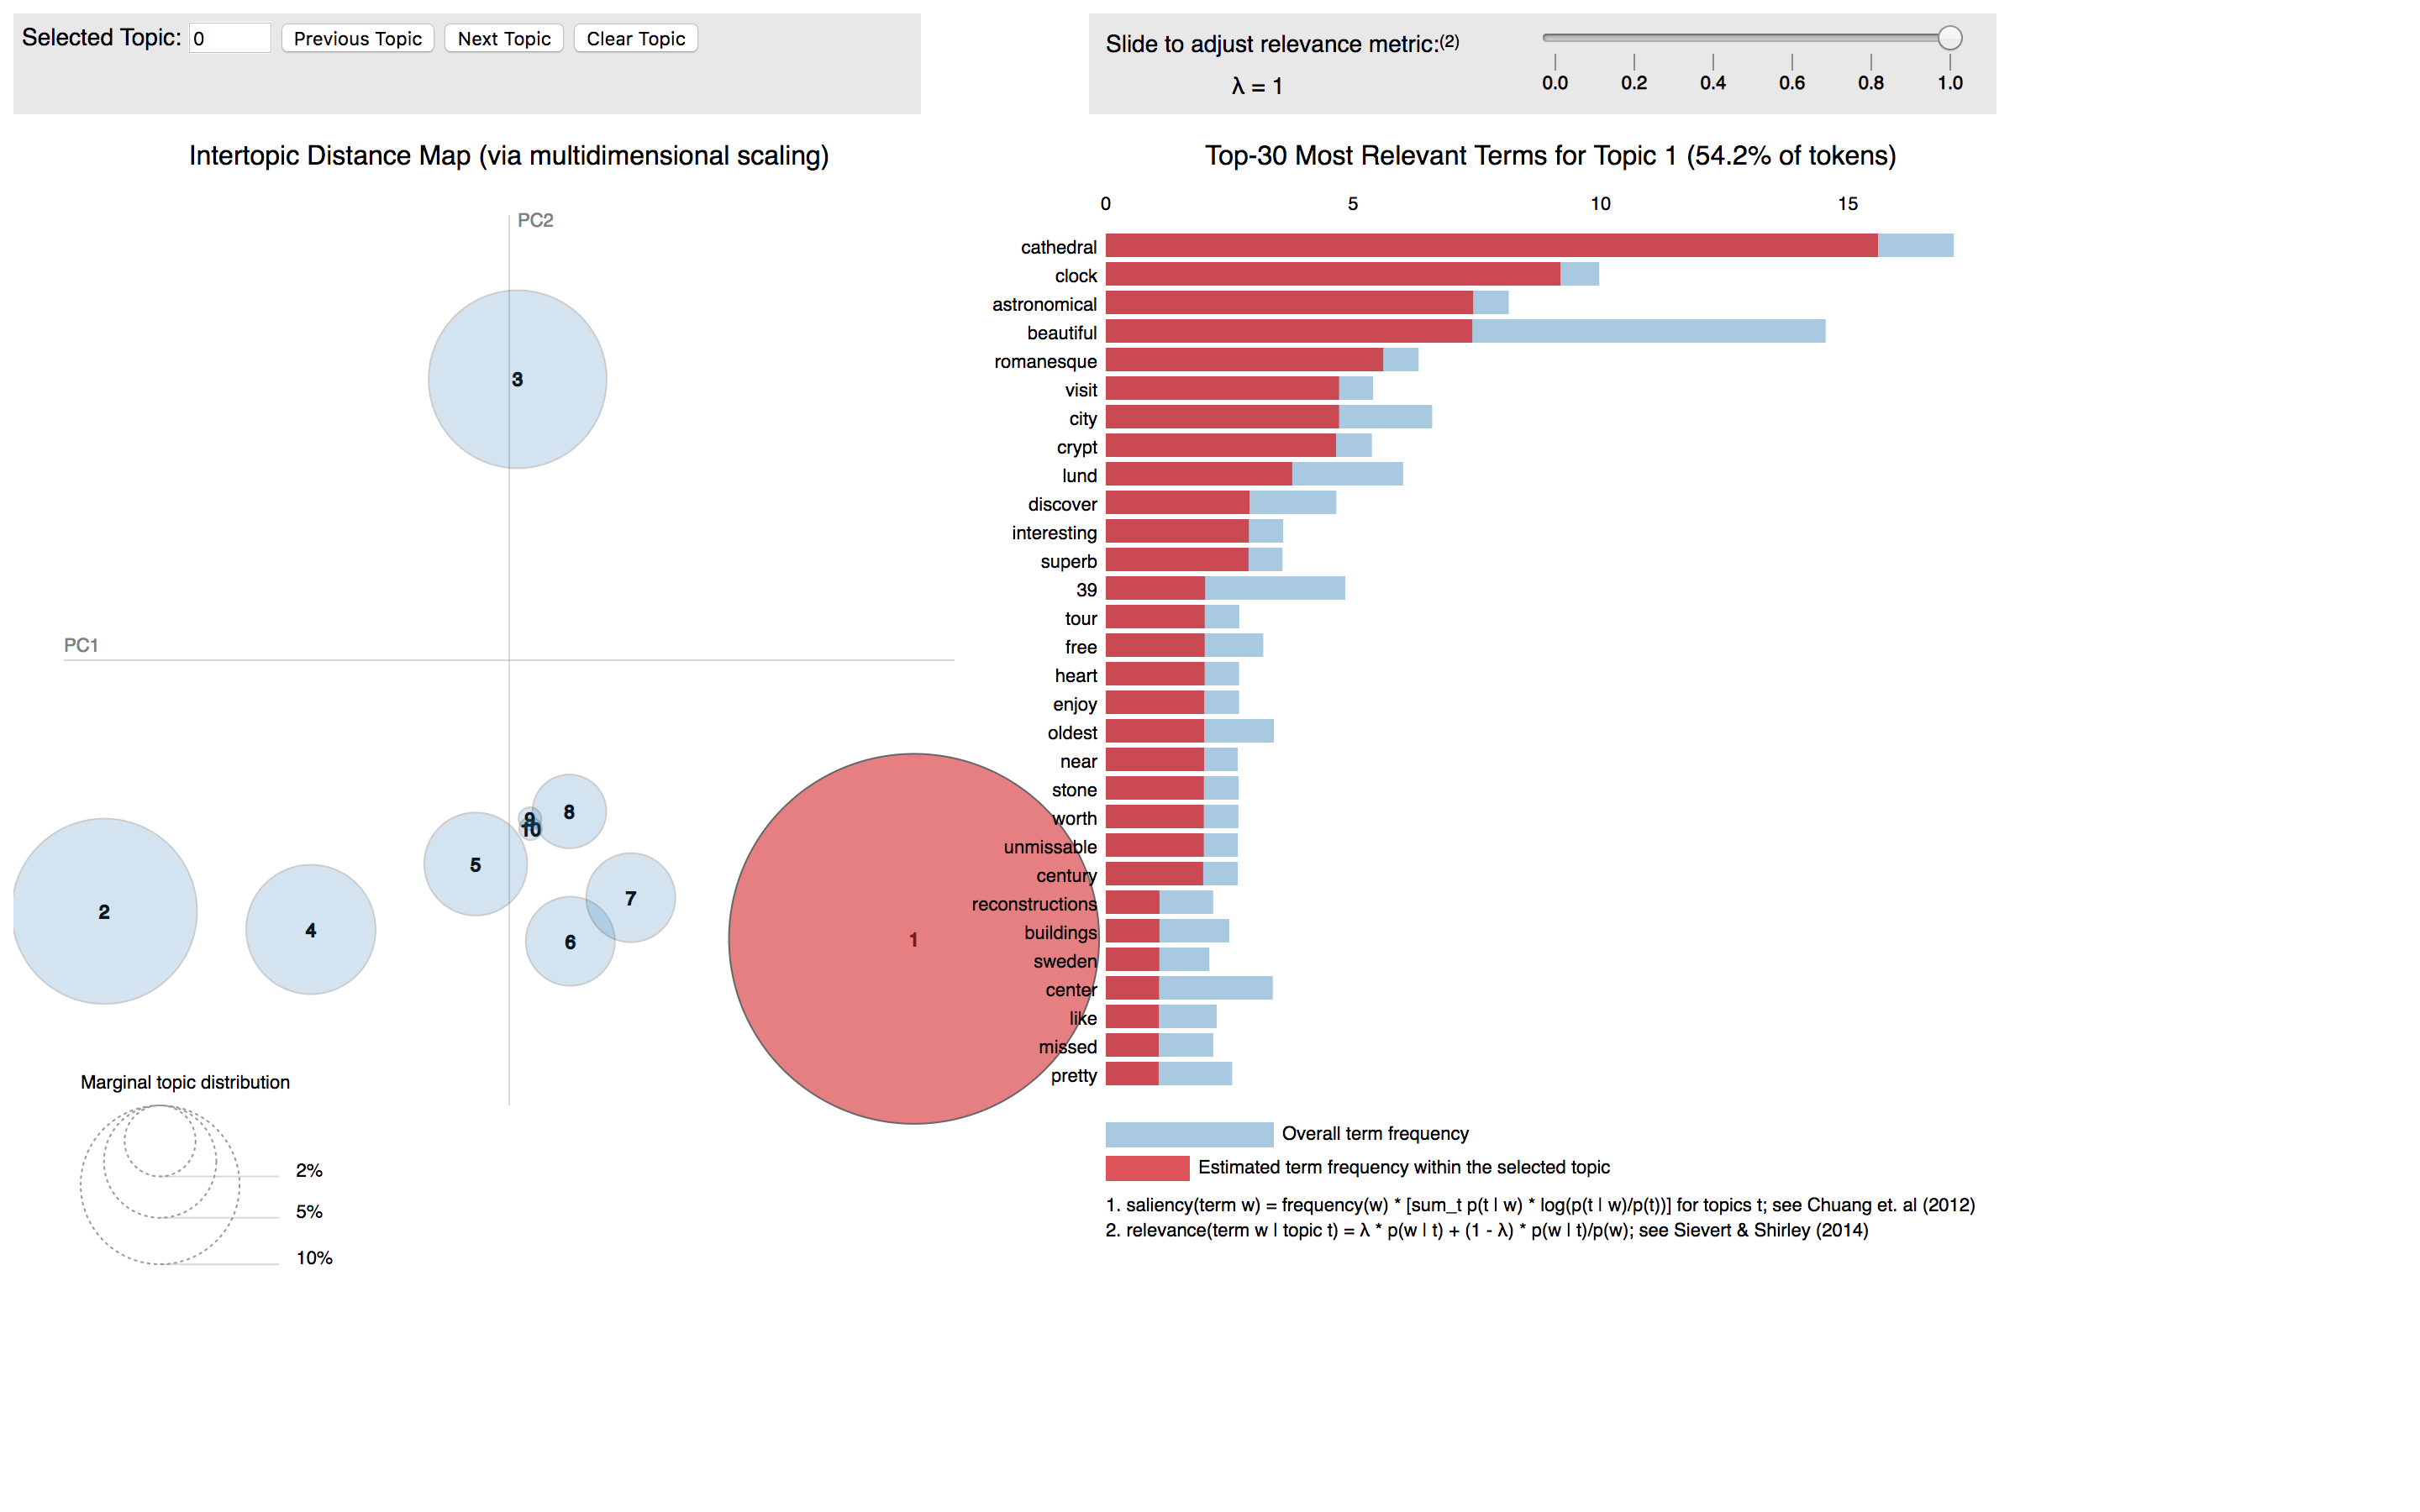 Selected Topic: 0 Previous Topic Next Topic Clear Topic
Slide to adjust relevance metric:(2)
λ = 1
0.0 0.2 0.4 0.6 0.8 1.0
Intertopic Distance Map (via multidimensional scaling)
PC2
PC1
3
8
9
10
5
7
2
4
6
1
Marginal topic distribution
2%
5%
10%
Top-30 Most Relevant Terms for Topic 1 (54.2% of tokens)
0 5 10 15
cathedral
clock
astronomical
beautiful
romanesque
visit
city
crypt
lund
discover
interesting
superb
39
tour
free
heart
enjoy
oldest
near
stone
worth
unmissable
century
reconstructions
buildings
sweden
center
like
missed
pretty
Overall term frequency
Estimated term frequency within the selected topic
1. saliency(term w) = frequency(w) * [sum_t p(t | w) * log(p(t | w)/p(t))] for topics t; see Chuang et. al (2012)
2. relevance(term w | topic t) = λ * p(w | t) + (1 - λ) * p(w | t)/p(w); see Sievert & Shirley (2014)